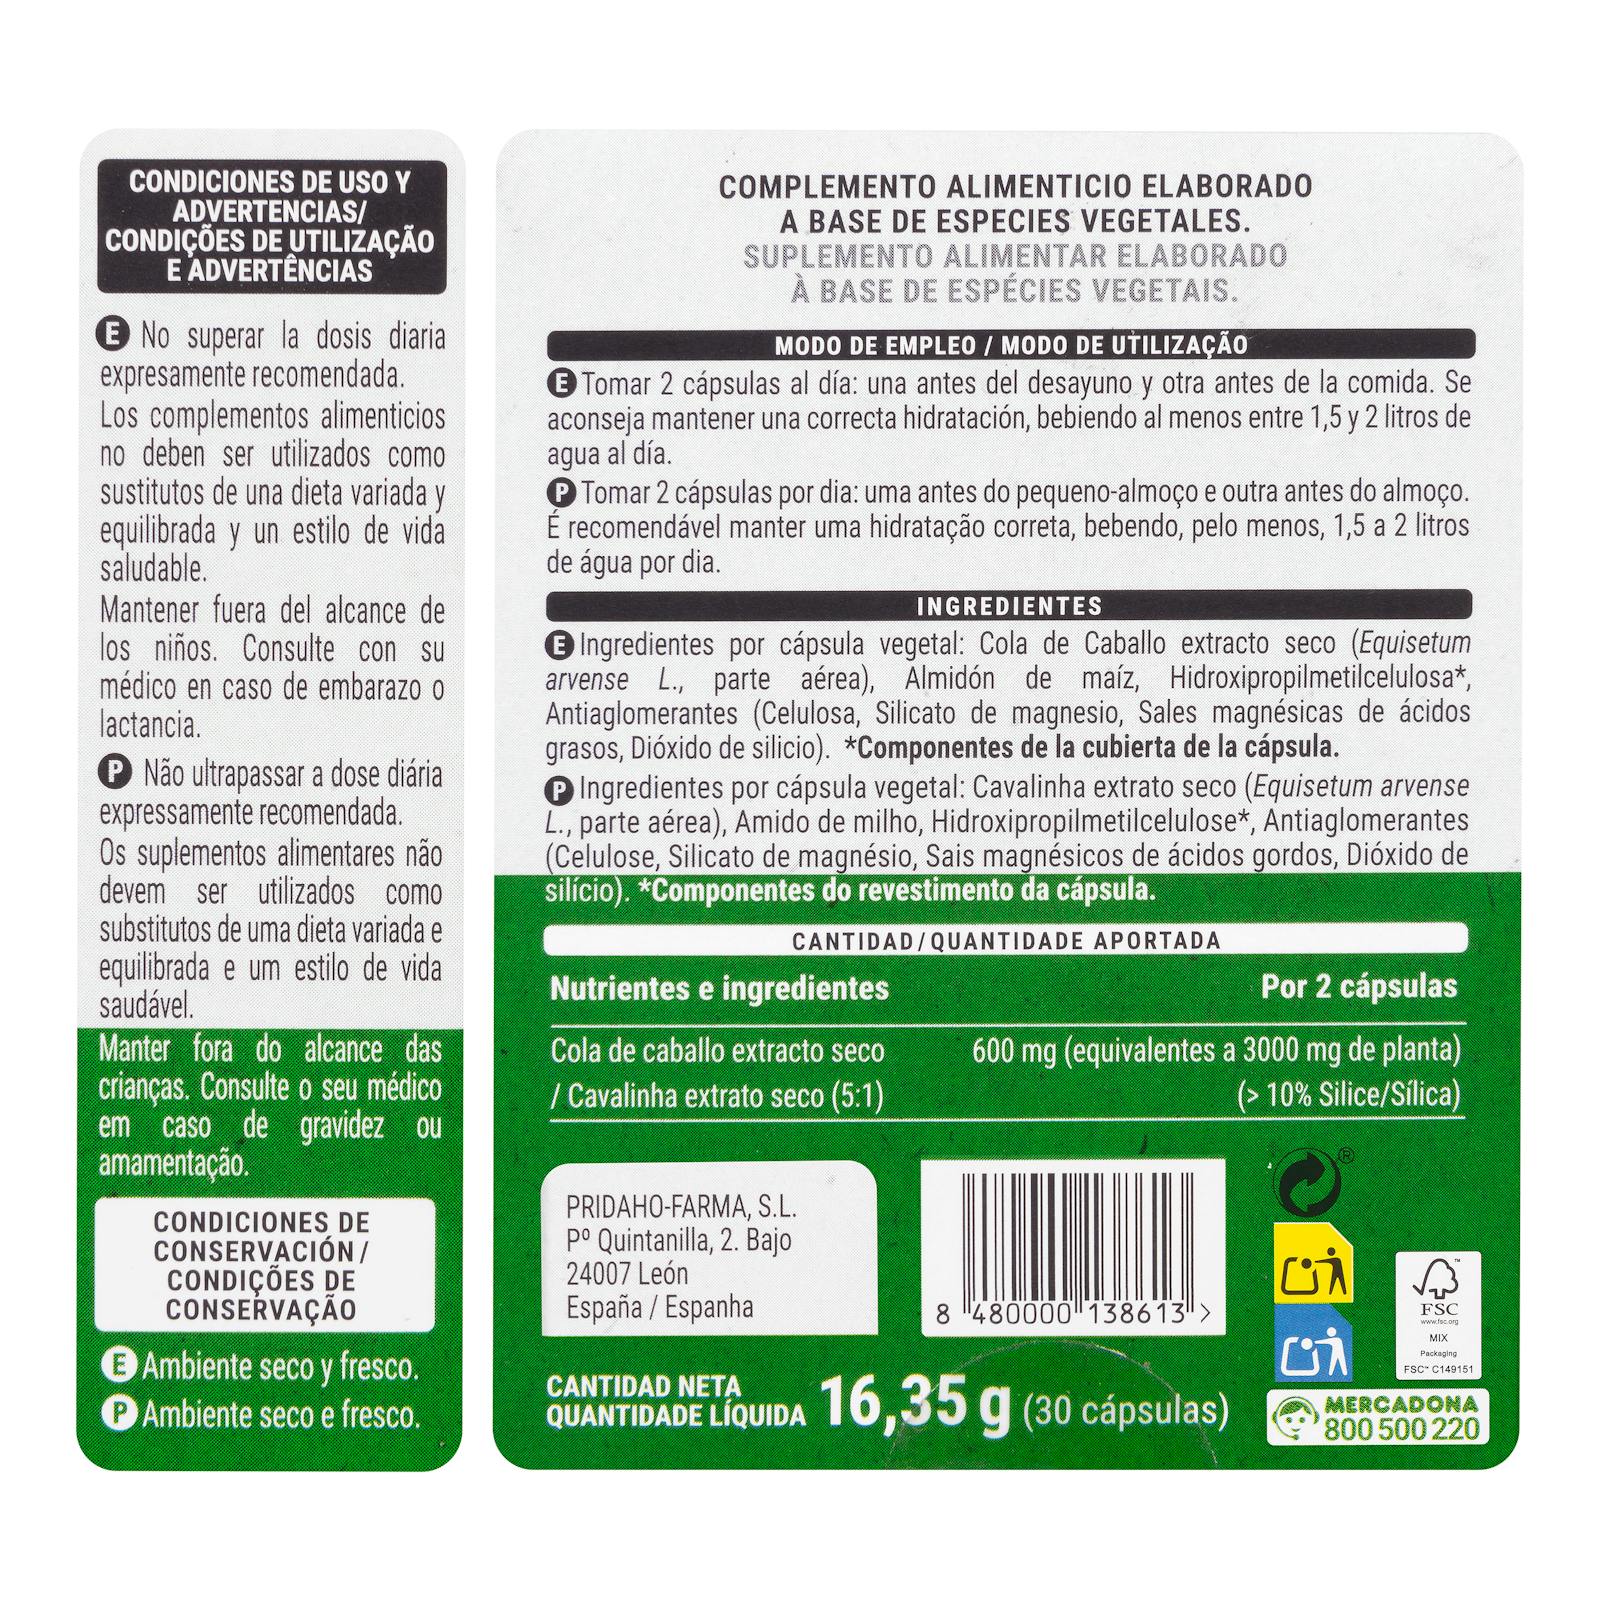 CONDICIONES DE USO Y
ADVERTENCIAS/
CONDIÇÕES DE UTILIZAÇÃO
E ADVERTÊNCIAS
E No superar la dosis diaria
expresamente recomendada.
Los complementos alimenticios
no deben ser utilizados como
sustitutos de una dieta variada y
equilibrada y un estilo de vida
saludable.
Mantener fuera del alcance de
los niños. Consulte con su
médico en caso de embarazo o
lactancia.
P Não ultrapassar a dose diária
expressamente recomendada.
Os suplementos alimentares não
devem ser utilizados como
substitutos de uma dieta variada e
equilibrada e um estilo de vida
saudável.
Manter fora do alcance das
crianças. Consulte o seu médico
em caso de gravidez ou
amamentação.
CONDICIONES DE
CONSERVACIÓN/
CONDIÇÕES DE
CONSERVAÇÃO
E Ambiente seco y fresco.
P Ambiente seco e fresco.
COMPLEMENTO ALIMENTICIO ELABORADO
A BASE DE ESPECIES VEGETALES.
SUPLEMENTO ALIMENTAR ELABORADO
À BASE DE ESPÉCIES VEGETAIS.
MODO DE EMPLEO / MODO DE UTILIZAÇÃO
E Tomar 2 cápsulas al día: una antes del desayuno y otra antes de la comida. Se
aconseja mantener una correcta hidratación, bebiendo al menos entre 1,5 y 2 litros de
agua al día.
P Tomar 2 cápsulas por dia: uma antes do pequeno-almoço e outra antes do almoço.
É recomendável manter uma hidratação correta, bebendo, pelo menos, 1,5 a 2 litros
de água por dia.
INGREDIENTES
E Ingredientes por cápsula vegetal: Cola de Caballo extracto seco (Equisetum
arvense L., parte aérea), Almidón de maíz, Hidroxipropilmetilcelulosa*,
Antiaglomerantes (Celulosa, Silicato de magnesio, Sales magnésicas de ácidos
grasos, Dióxido de silicio). *Componentes de la cubierta de la cápsula.
P Ingredientes por cápsula vegetal: Cavalinha extrato seco (Equisetum arvense
L., parte aérea), Amido de milho, Hidroxipropilmetilcelulose*, Antiaglomerantes
(Celulose, Silicato de magnésio, Sais magnésicos de ácidos gordos, Dióxido de
silício). *Componentes do revestimento da cápsula.
CANTIDAD/QUANTIDADE APORTADA
Nutrientes e ingredientes Por 2 cápsulas
Cola de caballo extracto seco 600 mg (equivalentes a 3000 mg de planta)
/ Cavalinha extrato seco (5:1) (> 10% Silice/Sílica)
PRIDAHO-FARMA, S.L.
Pº Quintanilla, 2. Bajo
24007 León
España / Espanha
8 480000 138613 >
®
FSC
www.fsc.org
MIX
Packaging
FSC™ C149151
CANTIDAD NETA
QUANTIDADE LÍQUIDA 16,35 g (30 cápsulas)
MERCADONA
800 500 220